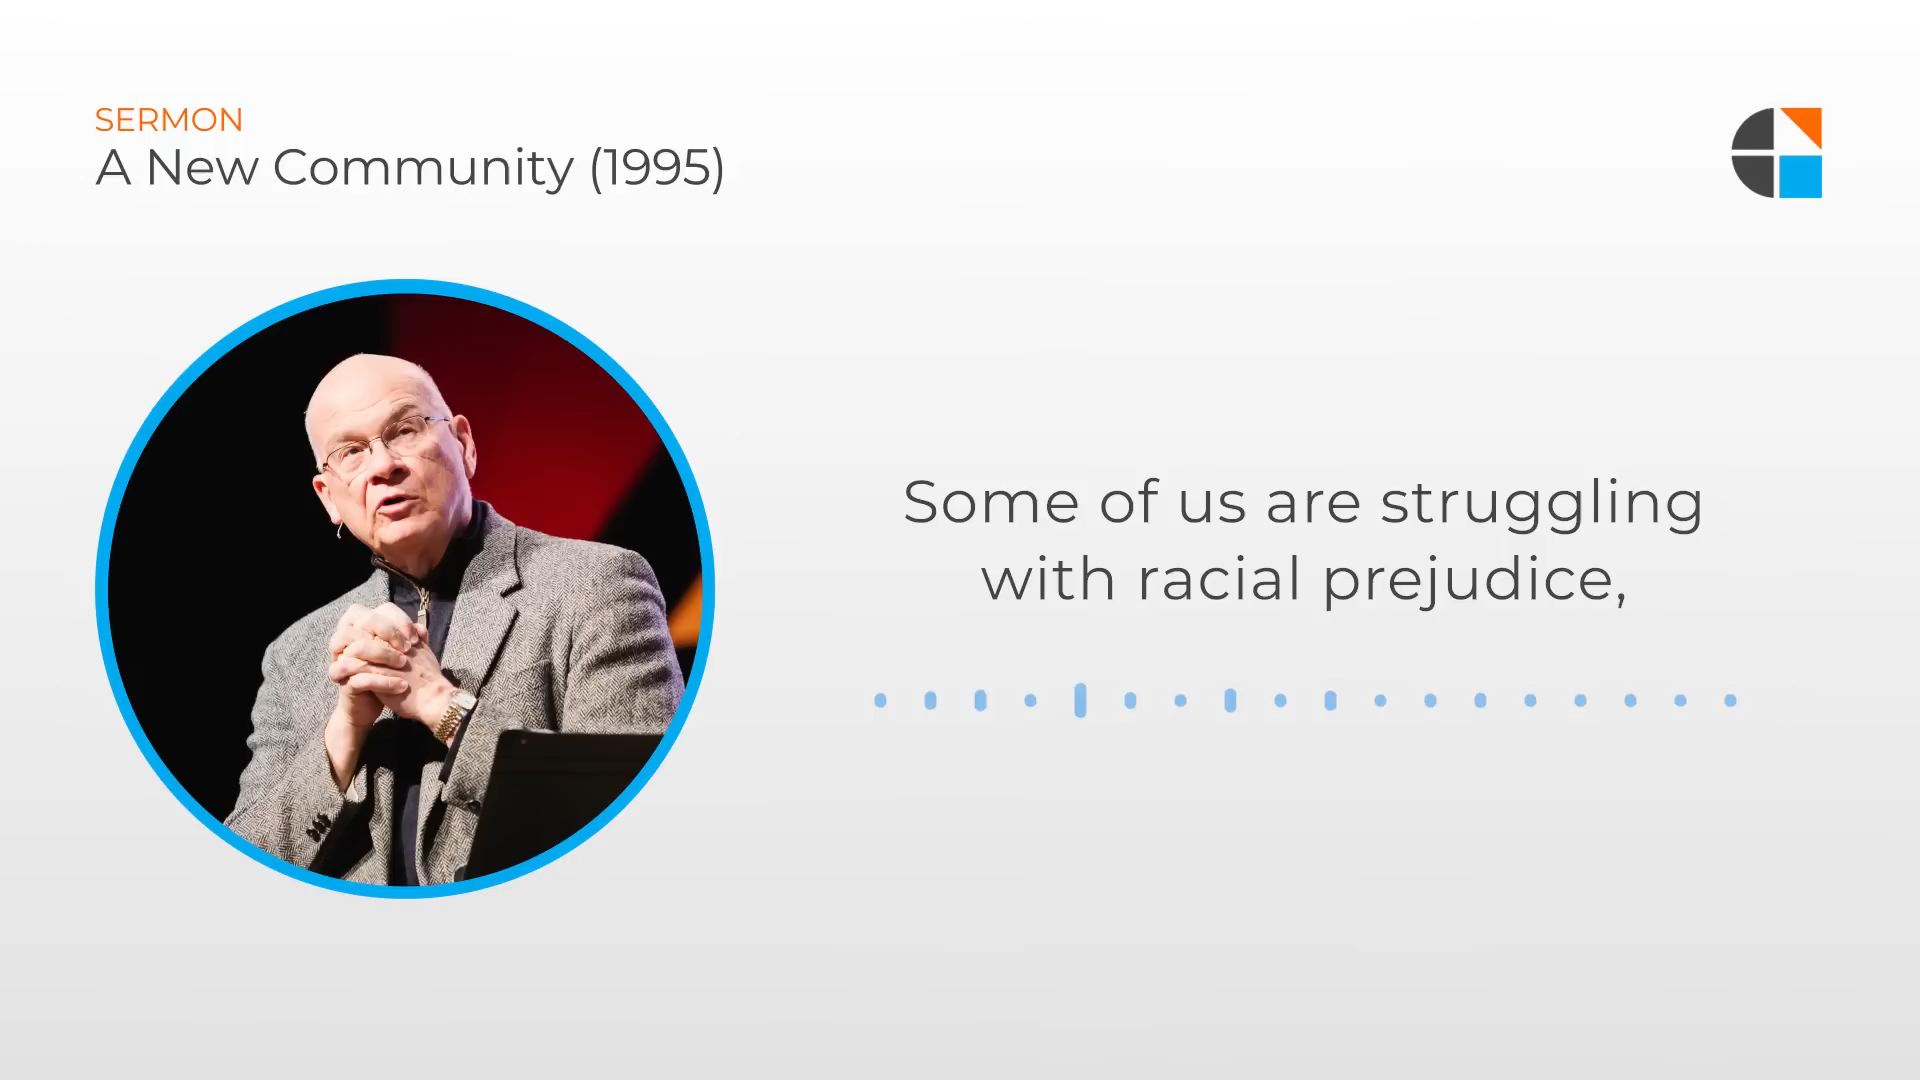 SERMON
A New Community (1995)
Some of us are struggling
with racial prejudice,